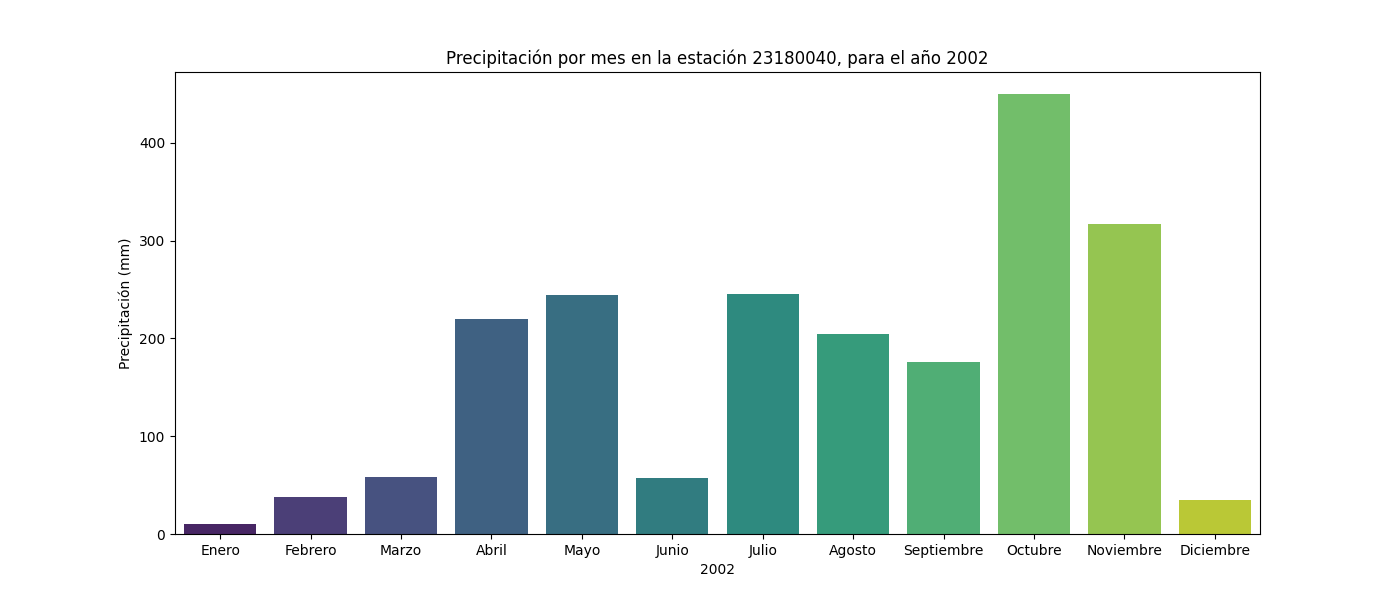 Precipitación por mes en la estación 23180040, para el año 2002
Precipitación (mm)
400
300
200
100
0
Enero Febrero Marzo Abril Mayo Junio Julio Agosto Septiembre Octubre Noviembre Diciembre
2002